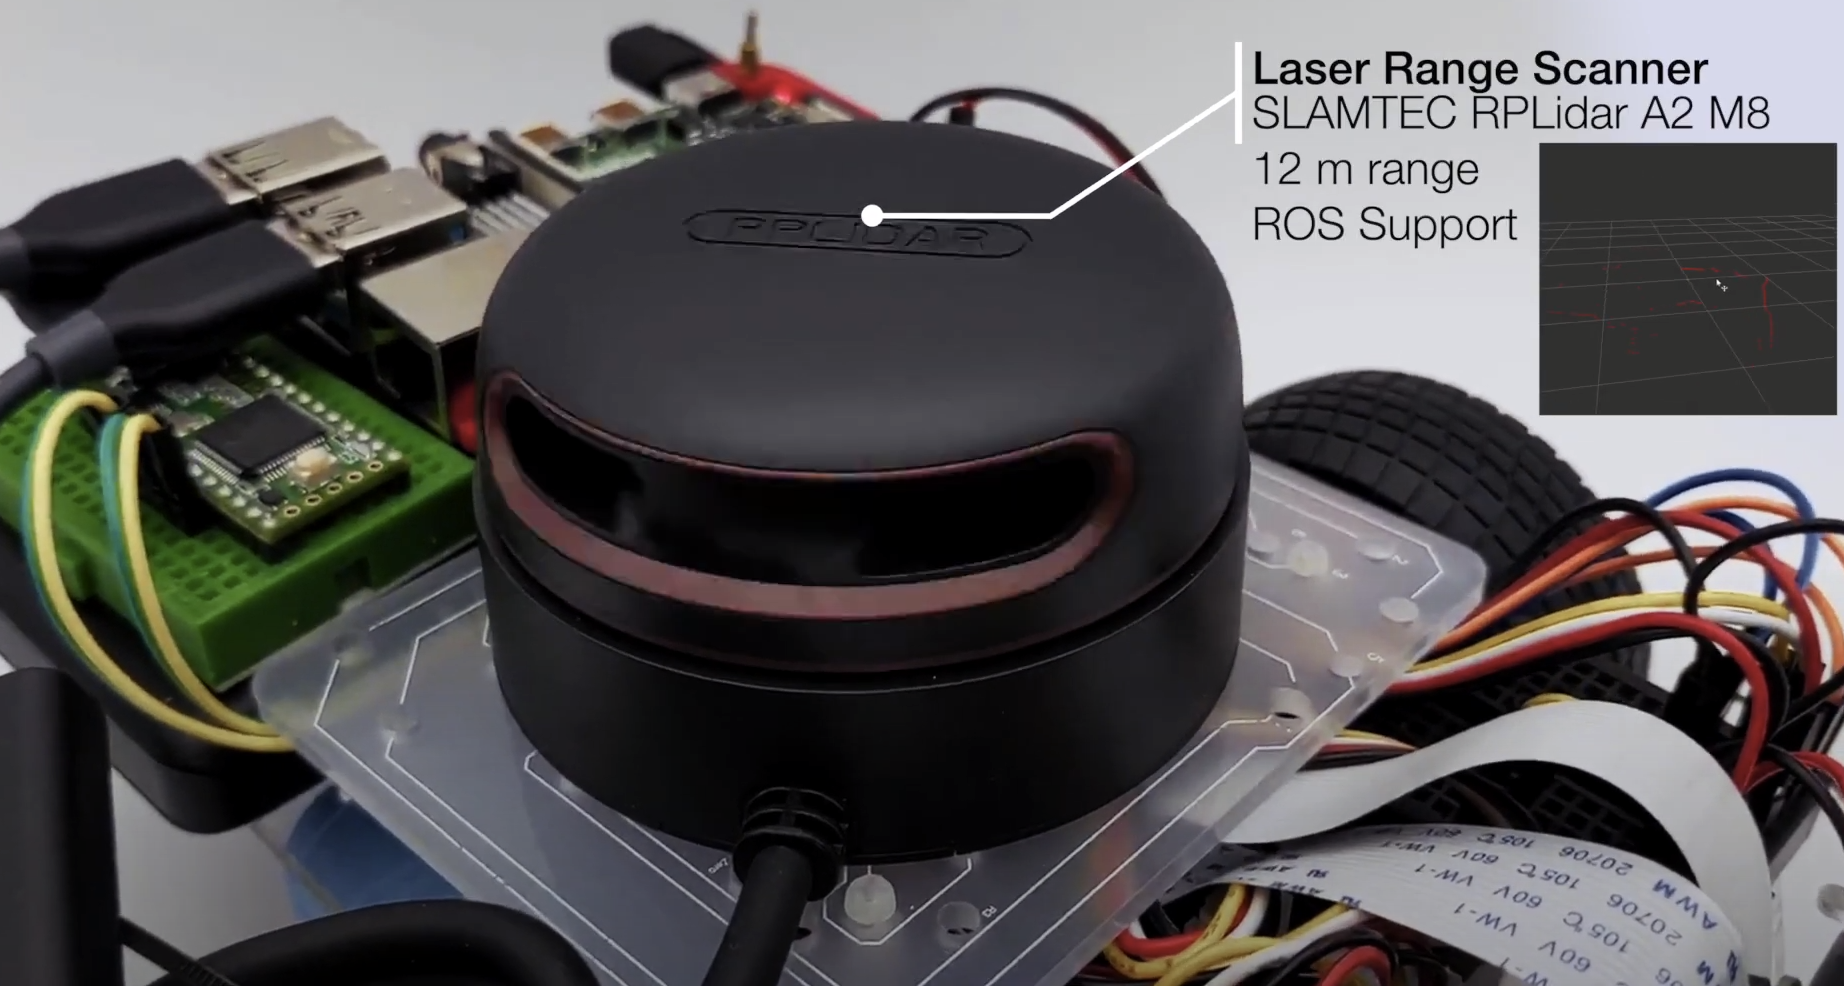 Laser Range Scanner
SLAMTEC RPLidar A2 M8
12 m range
ROS Support
RPLIDAR
AWM 20706 105℃ 60V VW-1
AWM 20706 105℃ 60V VW-1